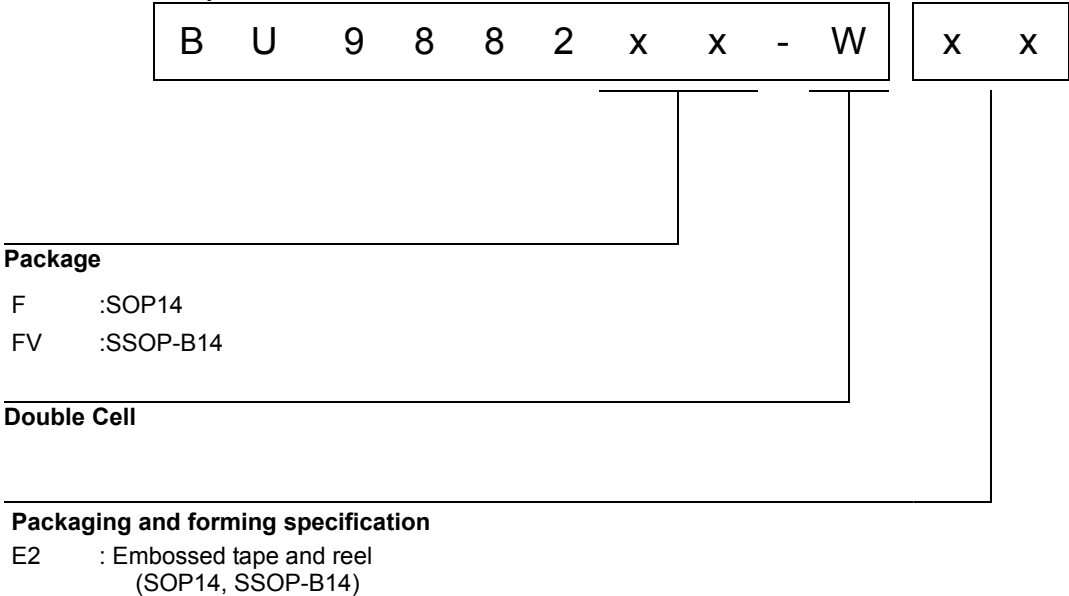 B U 9 8 8 2 x x - W x x
Package
F :SOP14
FV :SSOP-B14
Double Cell
Packaging and forming specification
E2 : Embossed tape and reel
(SOP14, SSOP-B14)